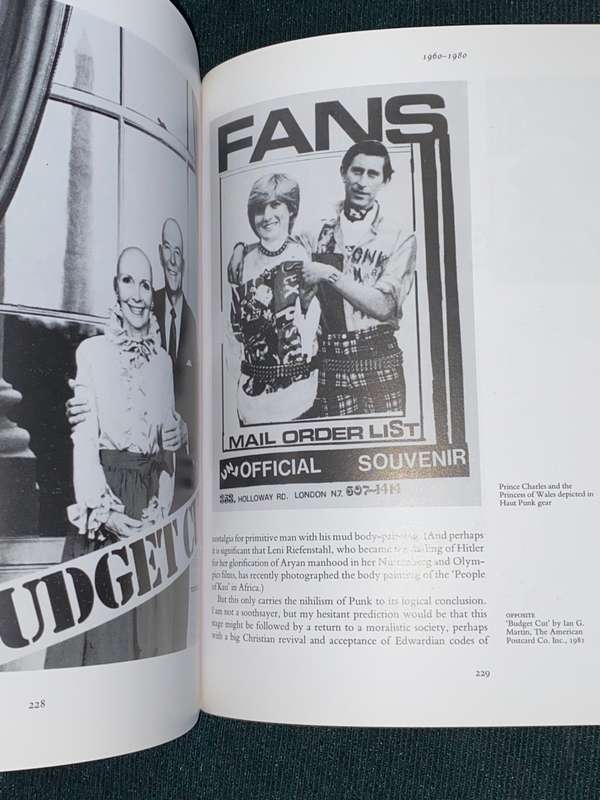 UDGET C
228
1960–1980
FANS
MAIL ORDER LIST
UNOFFICIAL SOUVENIR
253, HOLLOWAY RD. LONDON N7. 607-1414
Prince Charles and the
Princess of Wales depicted in
Haut Punk gear
nostalgia for primitive man with his mud body-painting. (And perhaps
it is significant that Leni Riefenstahl, who became the darling of Hitler
for her glorification of Aryan manhood in her Nuremberg and Olym-
pics films, has recently photographed the body painting of the 'People
of Kau' in Africa.)
But this only carries the nihilism of Punk to its logical conclusion.
I am not a soothsayer, but my hesitant prediction would be that this
stage might be followed by a return to a moralistic society, perhaps
with a big Christian revival and acceptance of Edwardian codes of
OPPOSITE
'Budget Cut' by Ian G.
Martin, The American
Postcard Co. Inc., 1981
229